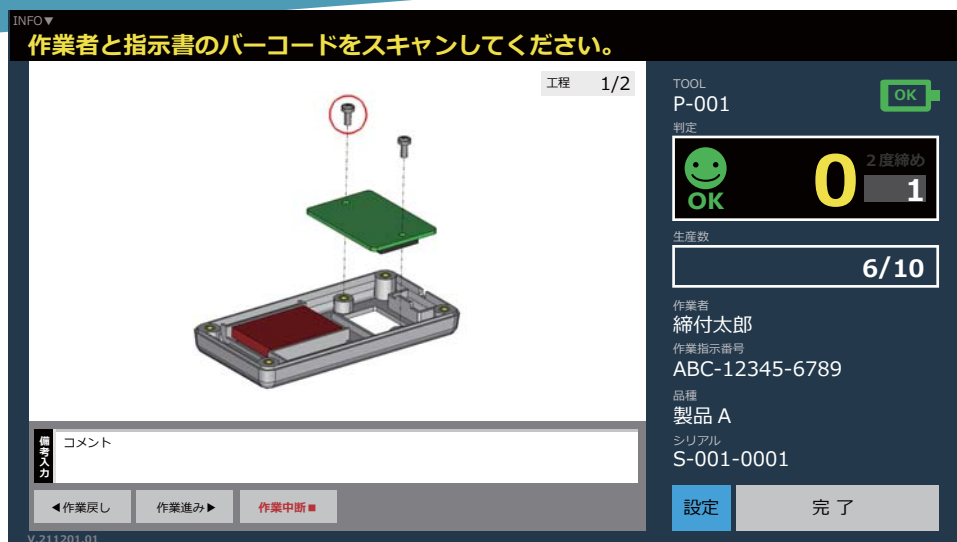 INFO▼
作業者と指示書のバーコードをスキャンしてください。
工程 1/2
TOOL
P-001
OK
判定
OK
0
2度締め
1
生産数
6/10
作業者
締付太郎
作業指示番号
ABC-12345-6789
品種
製品 A
シリアル
S-001-0001
備考入力
コメント
◀作業戻し
作業進み▶
作業中断■
設定
完 了
V.211201.01